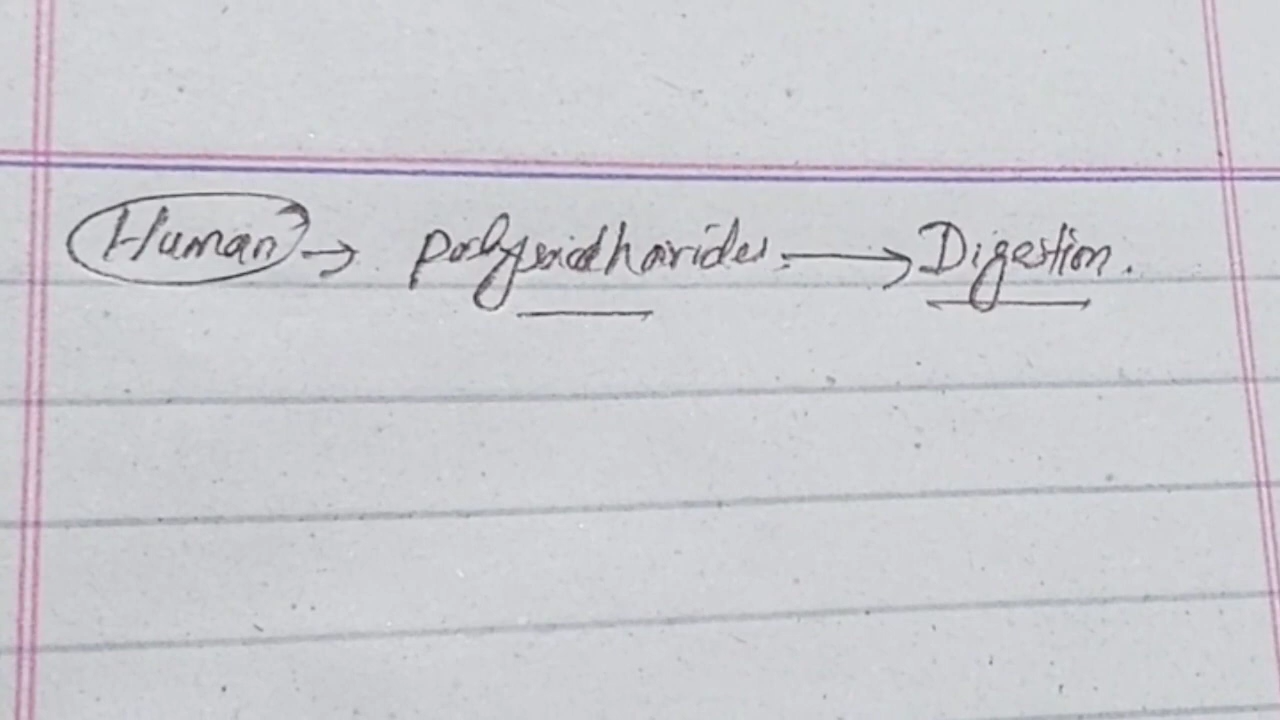 Human → polysaccharides. → Digestion.